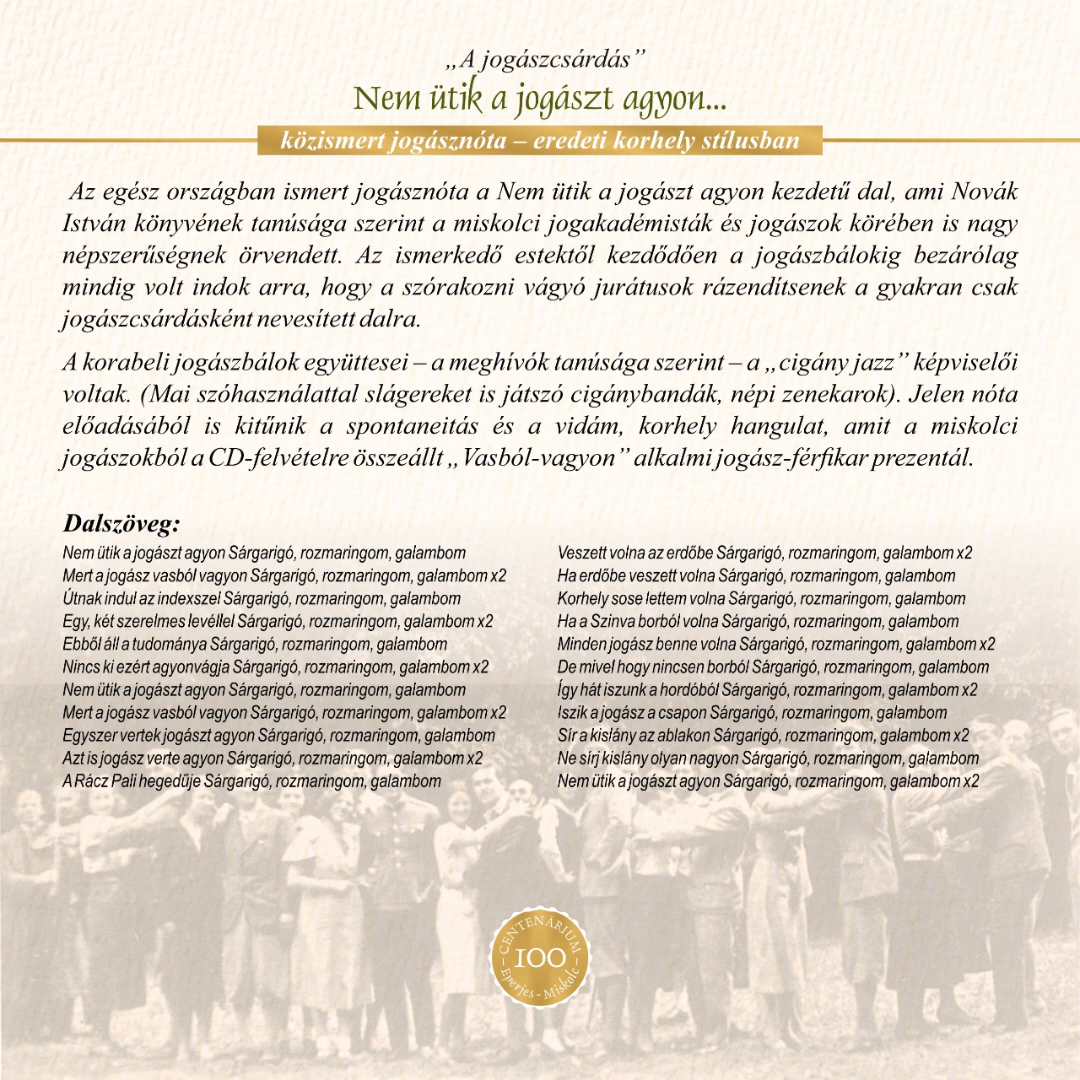 „A jogászcsárdás”
Nem ütik a jogászt agyon...
közismert jogásznóta – eredeti korhely stílusban
Az egész országban ismert jogásznóta a Nem ütik a jogászt agyon kezdetű dal, ami Novák
István könyvének tanúsága szerint a miskolci jogakadémisták és jogászok körében is nagy
népszerűségnek örvendett. Az ismerkedő estektől kezdődően a jogászbálokig bezárólag
mindig volt indok arra, hogy a szórakozni vágyó jurátusok rázendítsenek a gyakran csak
jogászcsárdásként nevesített dalra.
A korabeli jogászbálok együttesei – a meghívók tanúsága szerint – a „cigány jazz” képviselői
voltak. (Mai szóhasználattal slágereket is játszó cigánybandák, népi zenekarok). Jelen nóta
előadásából is kitűnik a spontaneitás és a vidám, korhely hangulat, amit a miskolci
jogászokból a CD-felvételre összeállt „Vasból-vagyon” alkalmi jogász-férfikar prezentál.
Dalszöveg:
Nem ütik a jogászt agyon Sárgarigó, rozmaringom, galambom
Mert a jogász vasból vagyon Sárgarigó, rozmaringom, galambom x2
Útnak indul az indexszel Sárgarigó, rozmaringom, galambom
Egy, két szerelmes levéllel Sárgarigó, rozmaringom, galambom x2
Ebből áll a tudománya Sárgarigó, rozmaringom, galambom
Nincs ki ezért agyonvágja Sárgarigó, rozmaringom, galambom x2
Nem ütik a jogászt agyon Sárgarigó, rozmaringom, galambom
Mert a jogász vasból vagyon Sárgarigó, rozmaringom, galambom x2
Egyszer vertek jogászt agyon Sárgarigó, rozmaringom, galambom
Azt is jogász verte agyon Sárgarigó, rozmaringom, galambom x2
A Rácz Pali hegedűje Sárgarigó, rozmaringom, galambom
Veszett volna az erdőbe Sárgarigó, rozmaringom, galambom x2
Ha erdőbe veszett volna Sárgarigó, rozmaringom, galambom
Korhely sose lettem volna Sárgarigó, rozmaringom, galambom
Ha a Szinva borból volna Sárgarigó, rozmaringom, galambom
Minden jogász benne volna Sárgarigó, rozmaringom, galambom x2
De mivel hogy nincsen borból Sárgarigó, rozmaringom, galambom
Így hát iszunk a hordóból Sárgarigó, rozmaringom, galambom x2
Iszik a jogász a csapon Sárgarigó, rozmaringom, galambom
Sír a kislány az ablakon Sárgarigó, rozmaringom, galambom x2
Ne sírj kislány olyan nagyon Sárgarigó, rozmaringom, galambom
Nem ütik a jogászt agyon Sárgarigó, rozmaringom, galambom x2
CENTENÁRIUM
100
Eperjes - Miskolc